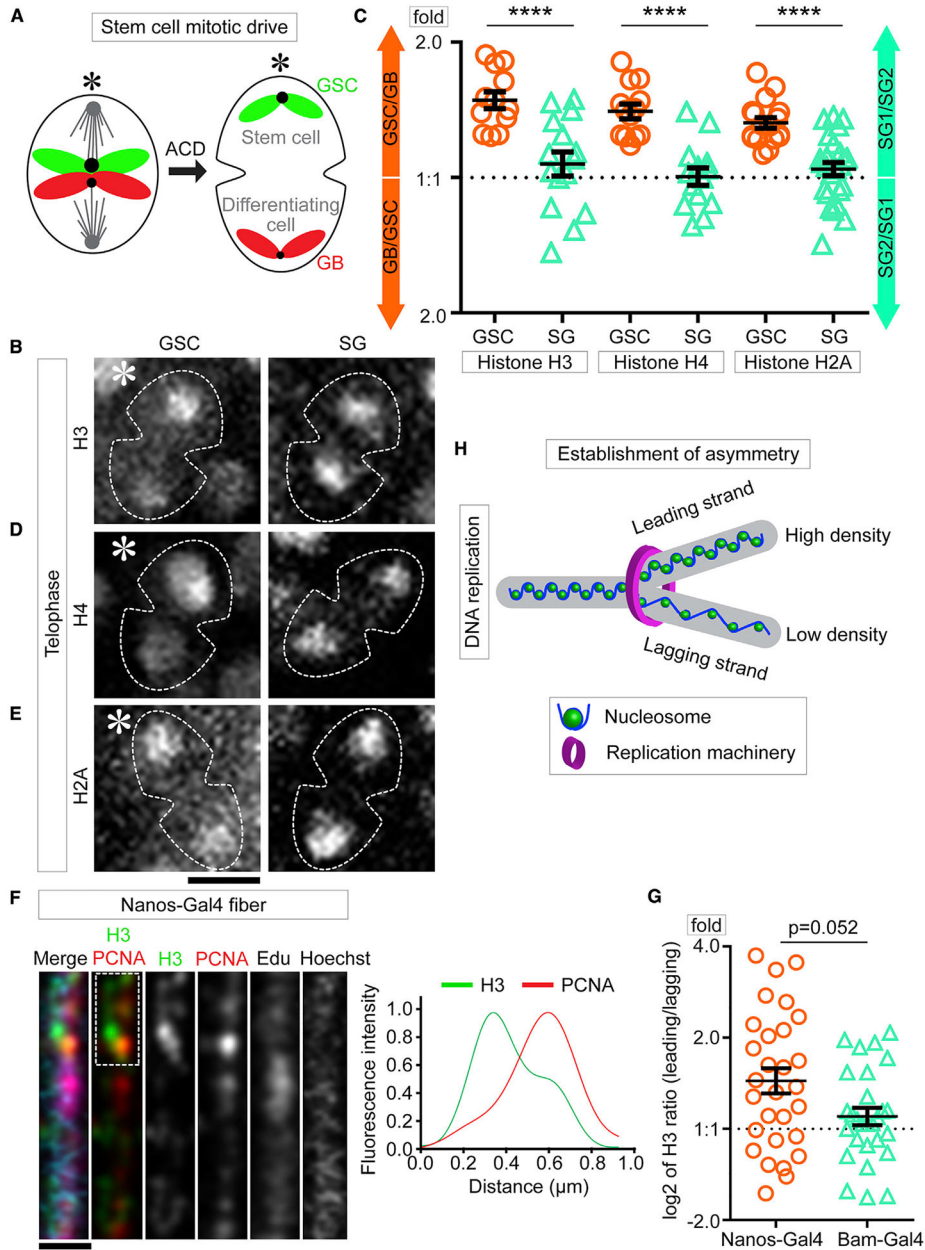 A
Stem cell mitotic drive
*
*
GSC
Stem cell
ACD
Differentiating
cell
GB
C
fold
****
****
****
GSC/GB
GB/GSC
2.0
1:1
2.0
SG1/SG2
SG2/SG1
GSC
SG
GSC
SG
GSC
SG
Histone H3
Histone H4
Histone H2A
B
GSC
SG
Telophase
H3
*
D
H4
*
E
H2A
*
H
Establishment of asymmetry
DNA replication
Leading strand
High density
Low density
Lagging strand
Nucleosome
Replication machinery
F
Nanos-Gal4 fiber
H3
Merge PCNA H3 PCNA Edu Hoechst
H3 PCNA
Fluorescence intensity
1.0
0.8
0.6
0.4
0.2
0.0
0.0 0.2 0.4 0.6 0.8 1.0
Distance (µm)
G
fold
p=0.052
log2 of H3 ratio (leading/lagging)
4.0
2.0
1:1
-2.0
Nanos-Gal4 Bam-Gal4